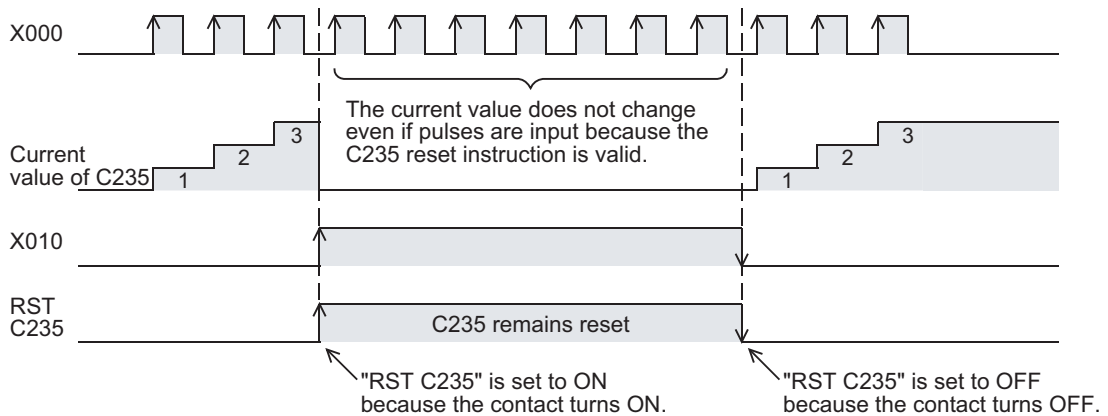 X000
The current value does not change
even if pulses are input because the
C235 reset instruction is valid.
Current
value of C235
1
2
3
1
2
3
X010
RST
C235
C235 remains reset
"RST C235" is set to ON
because the contact turns ON.
"RST C235" is set to OFF
because the contact turns OFF.